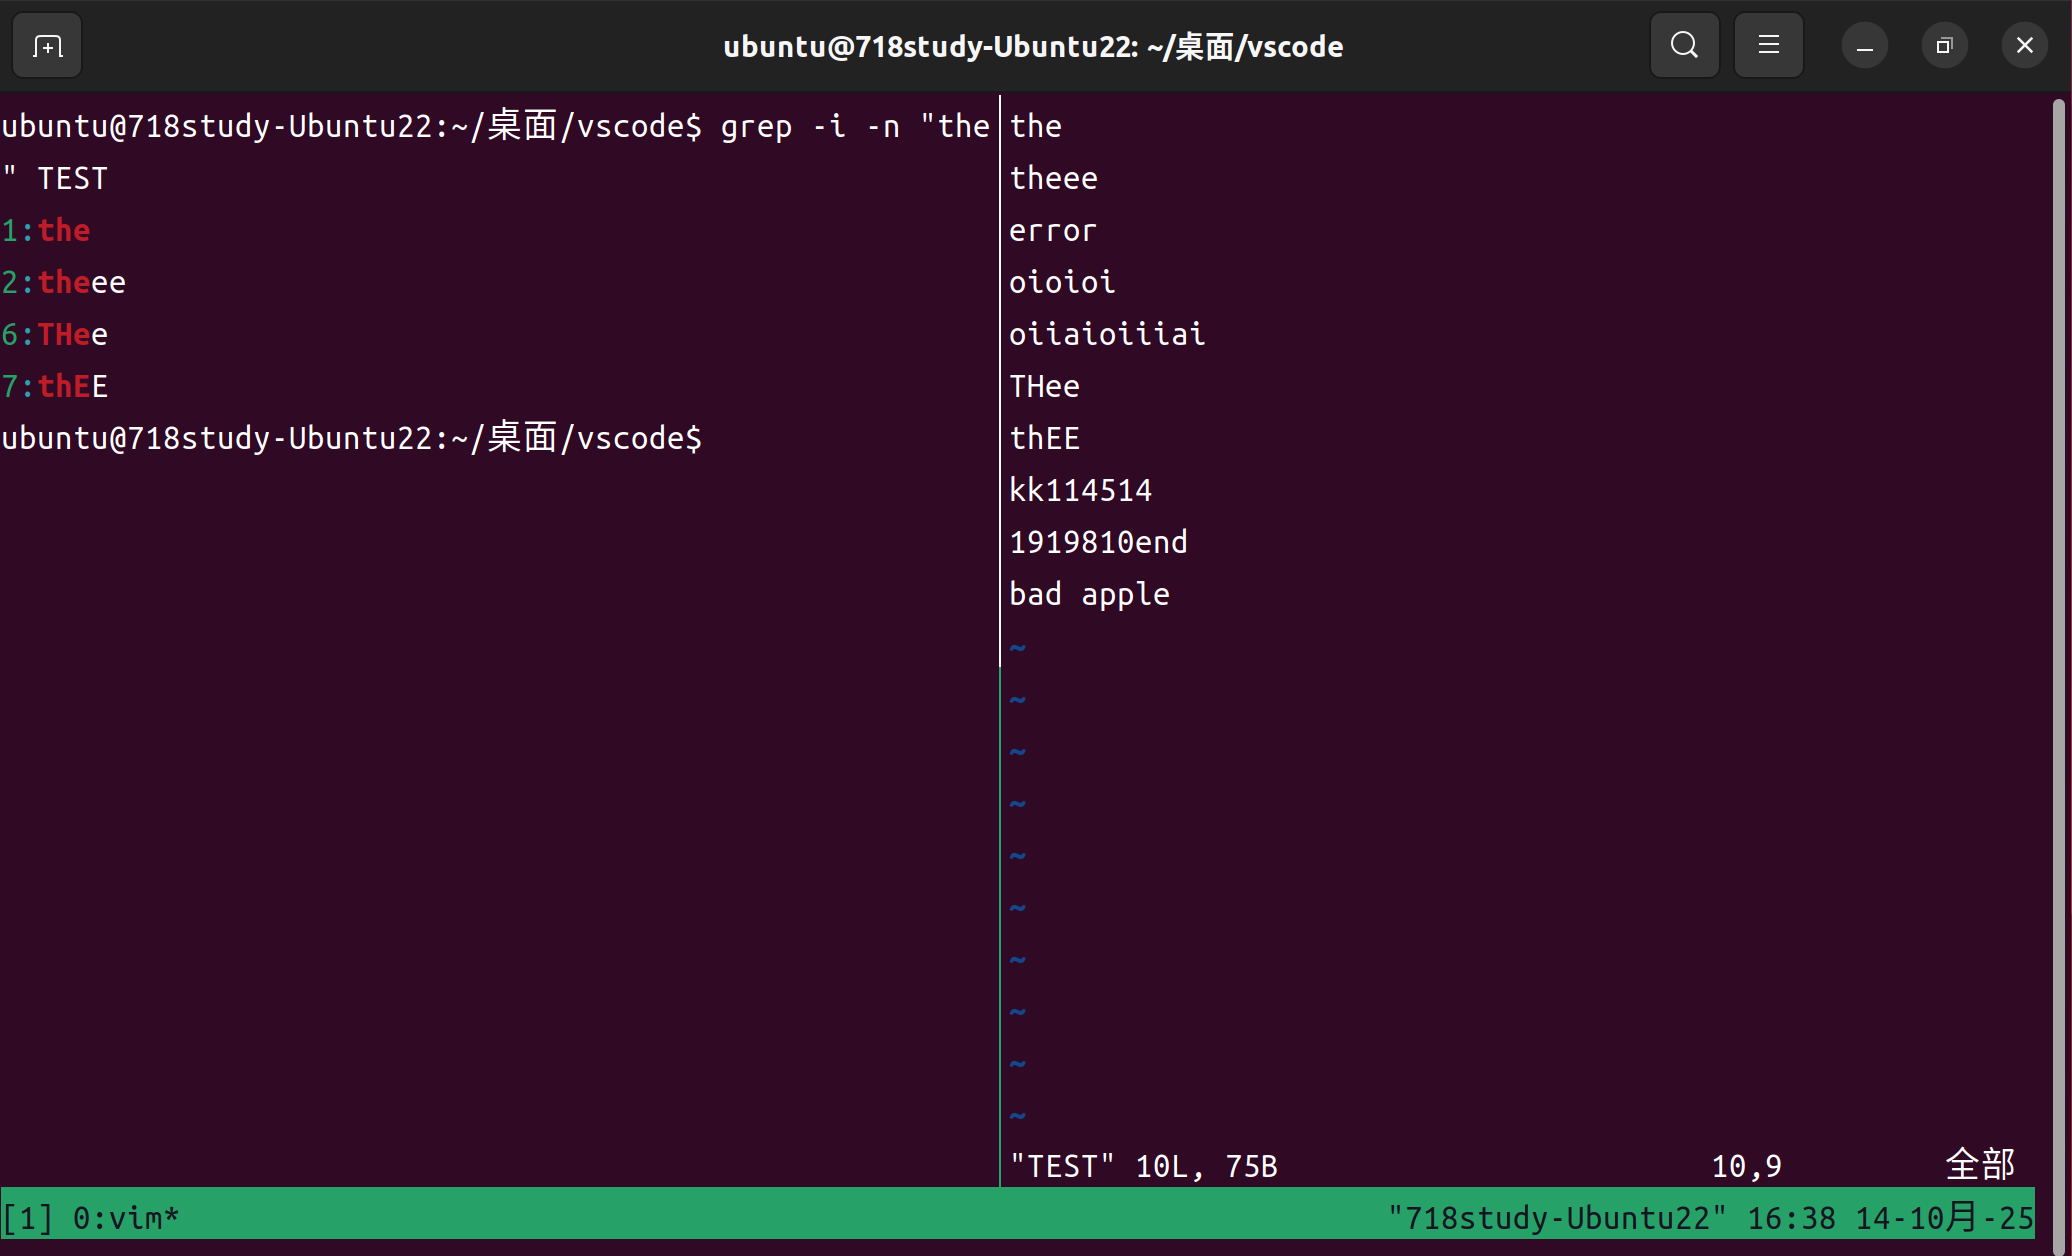 ubuntu@718study-Ubuntu22: ~/桌面/vscode
ubuntu@718study-Ubuntu22:~/桌面/vscode$ grep -i -n "the
" TEST
1:the
2:theee
6:THee
7:thEE
ubuntu@718study-Ubuntu22:~/桌面/vscode$
the
theee
error
oioioi
oiiaioiiiai
THee
thEE
kk114514
1919810end
bad apple
~
~
~
~
~
~
~
~
~
~
"TEST" 10L, 75B 10,9 全部
[1] 0:vim* "718study-Ubuntu22" 16:38 14-10月-25